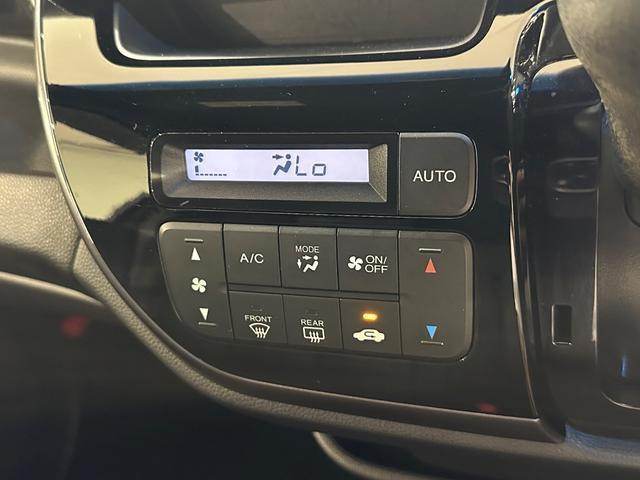 Lo
AUTO
A/C
MODE
ON/
OFF
FRONT
REAR